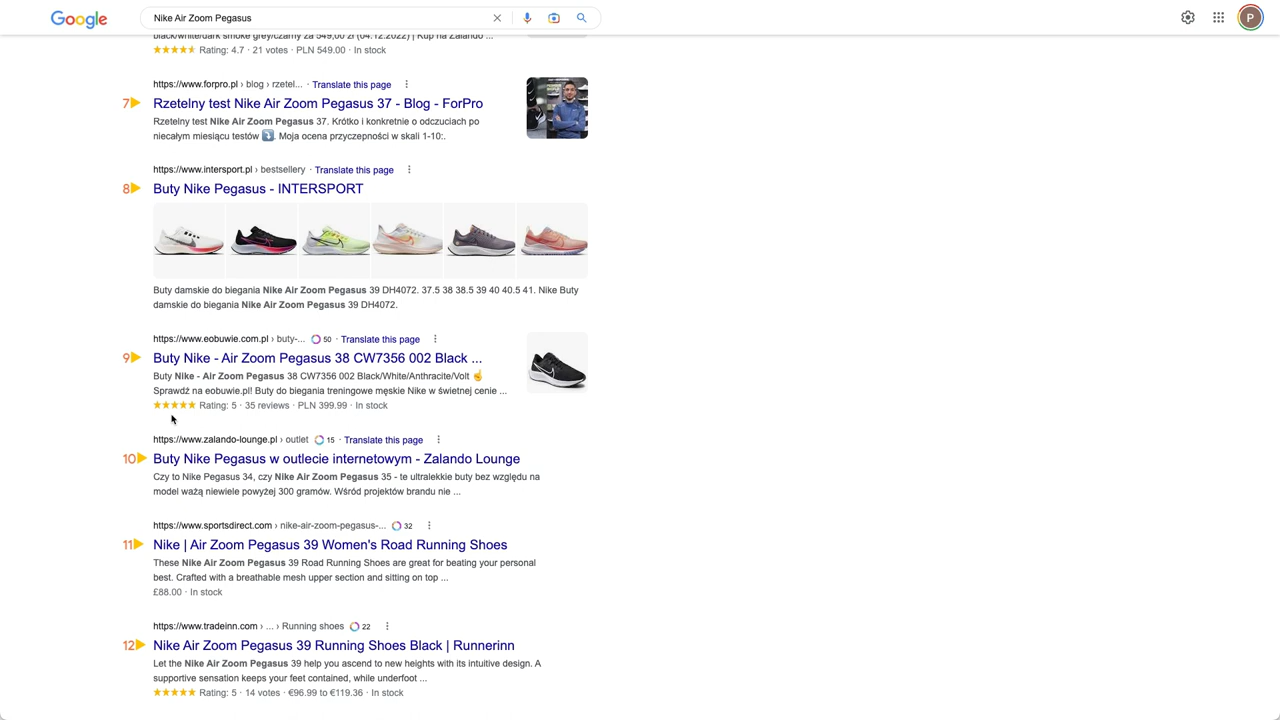 Google
Nike Air Zoom Pegasus
P
black/white/dark smoke grey/czarny za 549,00 zł (04.12.2022) | Kup na Zalando ...
Rating: 4.7 · 21 votes · PLN 549.00 · In stock
https://www.forpro.pl › blog › rzetel... · Translate this page
7 Rzetelny test Nike Air Zoom Pegasus 37 - Blog - ForPro
Rzetelny test Nike Air Zoom Pegasus 37. Krótko i konkretnie o odczuciach po
niecałym miesiącu testów ⤵️. Moja ocena przyczepności w skali 1-10:.
https://www.intersport.pl › bestsellery · Translate this page
8 Buty Nike Pegasus - INTERSPORT
Buty damskie do biegania Nike Air Zoom Pegasus 39 DH4072. 37.5 38 38.5 39 40 40.5 41. Nike Buty
damskie do biegania Nike Air Zoom Pegasus 39 DH4072.
https://www.eobuwie.com.pl › buty-... 50 · Translate this page
9 Buty Nike - Air Zoom Pegasus 38 CW7356 002 Black ...
Buty Nike - Air Zoom Pegasus 38 CW7356 002 Black/White/Anthracite/Volt ☝
Sprawdź na eobuwie.pl! Buty do biegania treningowe męskie Nike w świetnej cenie ...
Rating: 5 · 35 reviews · PLN 399.99 · In stock
https://www.zalando-lounge.pl › outlet 15 · Translate this page
10 Buty Nike Pegasus w outlecie internetowym - Zalando Lounge
Czy to Nike Pegasus 34, czy Nike Air Zoom Pegasus 35 - te ultralekkie buty bez względu na
model ważą niewiele powyżej 300 gramów. Wśród projektów brandu nie ...
https://www.sportsdirect.com › nike-air-zoom-pegasus-... 32
11 Nike | Air Zoom Pegasus 39 Women's Road Running Shoes
These Nike Air Zoom Pegasus 39 Road Running Shoes are great for beating your personal
best. Crafted with a breathable mesh upper section and sitting on top ...
£88.00 · In stock
https://www.tradeinn.com › ... › Running shoes 22
12 Nike Air Zoom Pegasus 39 Running Shoes Black | Runnerinn
Let the Nike Air Zoom Pegasus 39 help you ascend to new heights with its intuitive design. A
supportive sensation keeps your feet contained, while underfoot ...
Rating: 5 · 14 votes · €96.99 to €119.36 · In stock